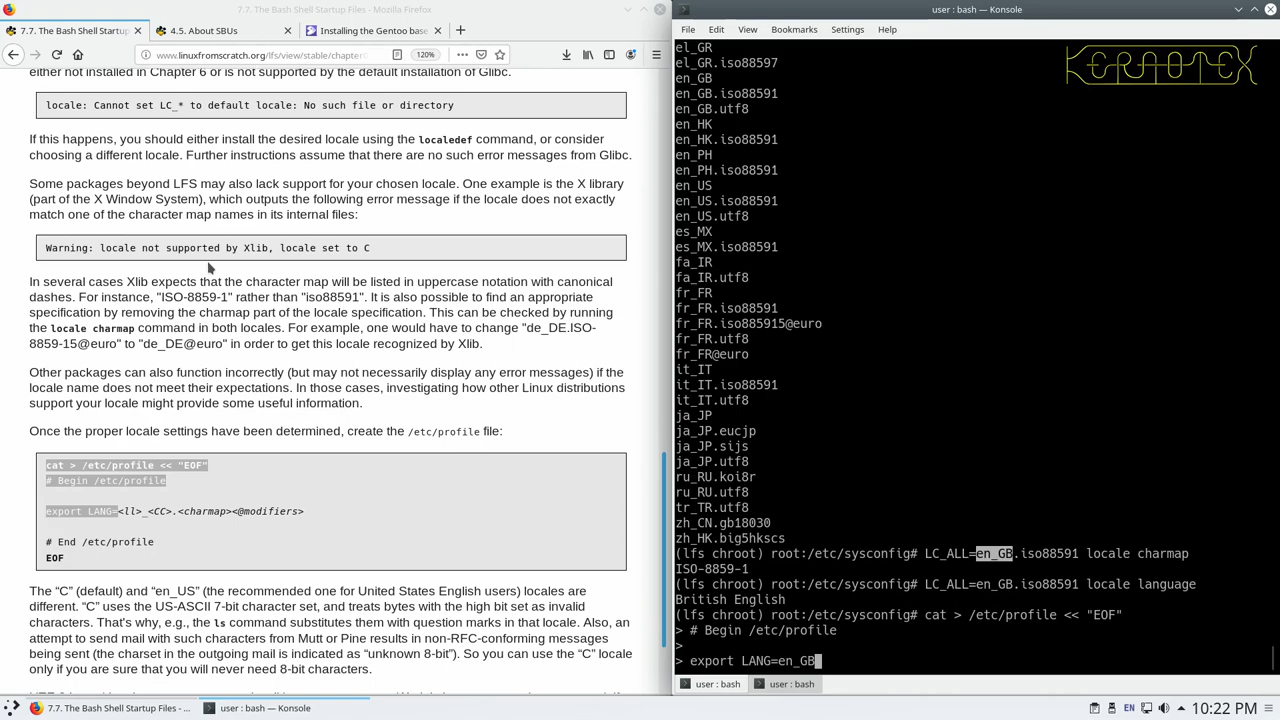 7.7. The Bash Shell Startup Files - Mozilla Firefox
7.7. The Bash Shell Startup
4.5. About SBUs
Installing the Gentoo base
www.linuxfromscratch.org/lfs/view/stable/chapter
120%
either not installed in Chapter 6 or is not supported by the default installation of Glibc.
locale: Cannot set LC_* to default locale: No such file or directory
If this happens, you should either install the desired locale using the localedef command, or consider
choosing a different locale. Further instructions assume that there are no such error messages from Glibc.
Some packages beyond LFS may also lack support for your chosen locale. One example is the X library
(part of the X Window System), which outputs the following error message if the locale does not exactly
match one of the character map names in its internal files:
Warning: locale not supported by Xlib, locale set to C
In several cases Xlib expects that the character map will be listed in uppercase notation with canonical
dashes. For instance, "ISO-8859-1" rather than "iso88591". It is also possible to find an appropriate
specification by removing the charmap part of the locale specification. This can be checked by running
the locale charmap command in both locales. For example, one would have to change "de_DE.ISO-
8859-15@euro" to "de_DE@euro" in order to get this locale recognized by Xlib.
Other packages can also function incorrectly (but may not necessarily display any error messages) if the
locale name does not meet their expectations. In those cases, investigating how other Linux distributions
support your locale might provide some useful information.
Once the proper locale settings have been determined, create the /etc/profile file:
cat > /etc/profile << "EOF"
# Begin /etc/profile
export LANG=<ll>_<CC>.<charmap><@modifiers>
# End /etc/profile
EOF
The “C” (default) and “en_US” (the recommended one for United States English users) locales are
different. “C” uses the US-ASCII 7-bit character set, and treats bytes with the high bit set as invalid
characters. That's why, e.g., the ls command substitutes them with question marks in that locale. Also, an
attempt to send mail with such characters from Mutt or Pine results in non-RFC-conforming messages
being sent (the charset in the outgoing mail is indicated as “unknown 8-bit”). So you can use the “C” locale
only if you are sure that you will never need 8-bit characters.
user : bash — Konsole
File Edit View Bookmarks Settings Help
KERNOTEX
el_GR
el_GR.iso88597
en_GB
en_GB.iso88591
en_GB.utf8
en_HK
en_HK.iso88591
en_PH
en_PH.iso88591
en_US
en_US.iso88591
en_US.utf8
es_MX
es_MX.iso88591
fa_IR
fa_IR.utf8
fr_FR
fr_FR.iso88591
fr_FR.iso885915@euro
fr_FR.utf8
fr_FR@euro
it_IT
it_IT.iso88591
it_IT.utf8
ja_JP
ja_JP.eucjp
ja_JP.sijs
ja_JP.utf8
ru_RU.koi8r
ru_RU.utf8
tr_TR.utf8
zh_CN.gb18030
zh_HK.big5hkscs
(lfs chroot) root:/etc/sysconfig# LC_ALL=en_GB.iso88591 locale charmap
ISO-8859-1
(lfs chroot) root:/etc/sysconfig# LC_ALL=en_GB.iso88591 locale language
British English
(lfs chroot) root:/etc/sysconfig# cat > /etc/profile << "EOF"
> # Begin /etc/profile
>
> export LANG=en_GB
user : bash
user : bash
7.7. The Bash Shell Startup Files - ...
user : bash — Konsole
EN
10:22 PM